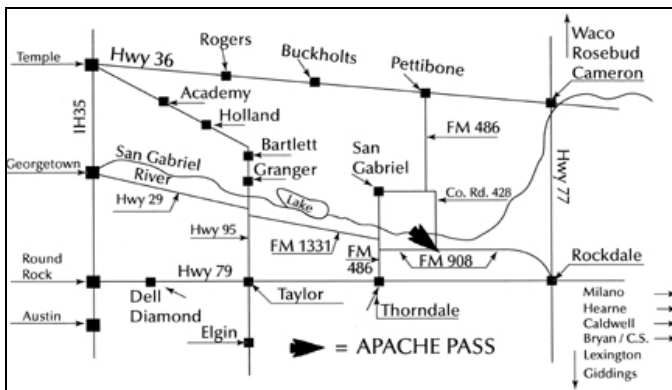 Waco
Rosebud
Cameron
Temple
Hwy 36
Rogers
Buckholts
Pettibone
Academy
Holland
IH35
Bartlett
FM 486
San
Gabriel
Georgetown
San Gabriel
River
Granger
Co. Rd. 428
Hwy 77
Hwy 29
Lake
Hwy 95
FM 1331
FM
486
FM 908
Round
Rock
Hwy 79
Rockdale
Dell
Diamond
Taylor
Thorndale
Austin
Elgin
= APACHE PASS
Milano
Hearne
Caldwell
Bryan / C.S.
Lexington
Giddings